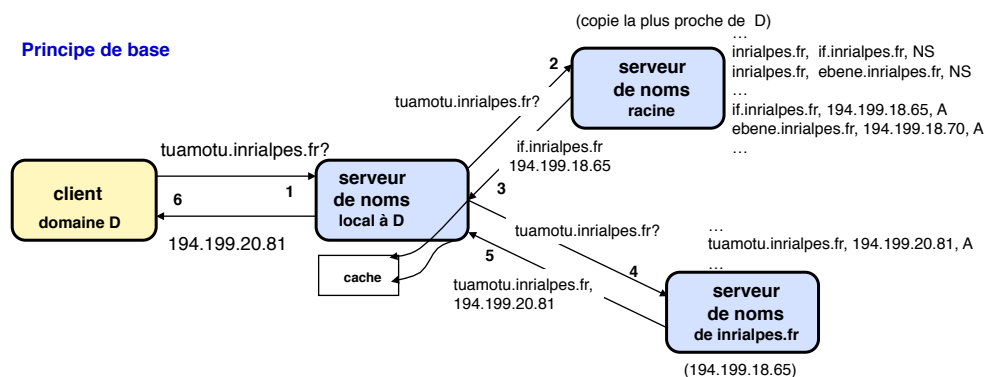 Principe de base
(copie la plus proche de D)
…
inrialpes.fr, if.inrialpes.fr, NS
inrialpes.fr, ebene.inrialpes.fr, NS
…
if.inrialpes.fr, 194.199.18.65, A
ebene.inrialpes.fr, 194.199.18.70, A
…
2
serveur
de noms
racine
tuamotu.inrialpes.fr?
if.inrialpes.fr
194.199.18.65
3
tuamotu.inrialpes.fr?
client
domaine D
6
1
serveur
de noms
local à D
194.199.20.81
cache
tuamotu.inrialpes.fr?
5
4
tuamotu.inrialpes.fr,
194.199.20.81
…
tuamotu.inrialpes.fr, 194.199.20.81, A
…
serveur
de noms
de inrialpes.fr
(194.199.18.65)